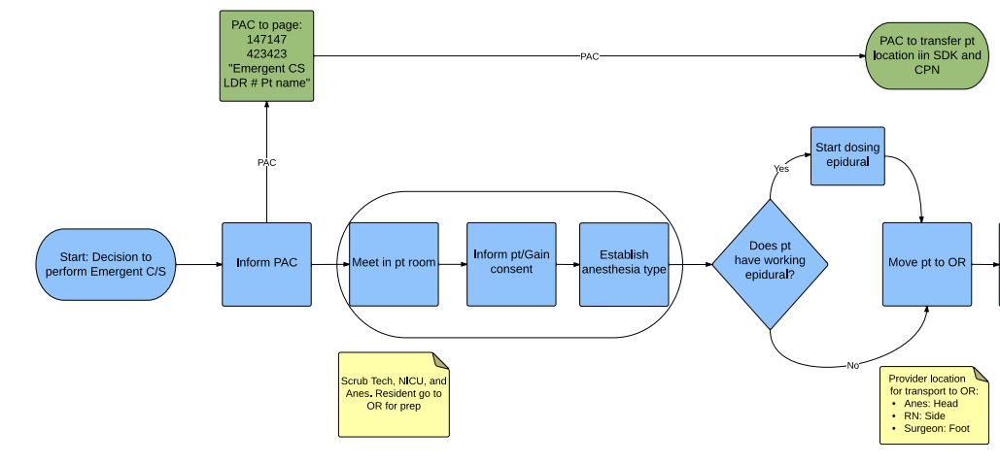 PAC to page:
147147
423423
"Emergent CS
LDR # Pt name"
PAC
PAC to transfer pt
location iin SDK and
CPN
PAC
Start dosing
epidural
Yes
Start: Decision to
perform Emergent C/S
Inform PAC
Meet in pt room
Inform pt/Gain
consent
Establish
anesthesia type
Does pt
have working
epidural?
Move pt to OR
No
Scrub Tech, NICU, and
Anes. Resident go to
OR for prep
Provider location
for transport to OR:
• Anes: Head
• RN: Side
• Surgeon: Foot